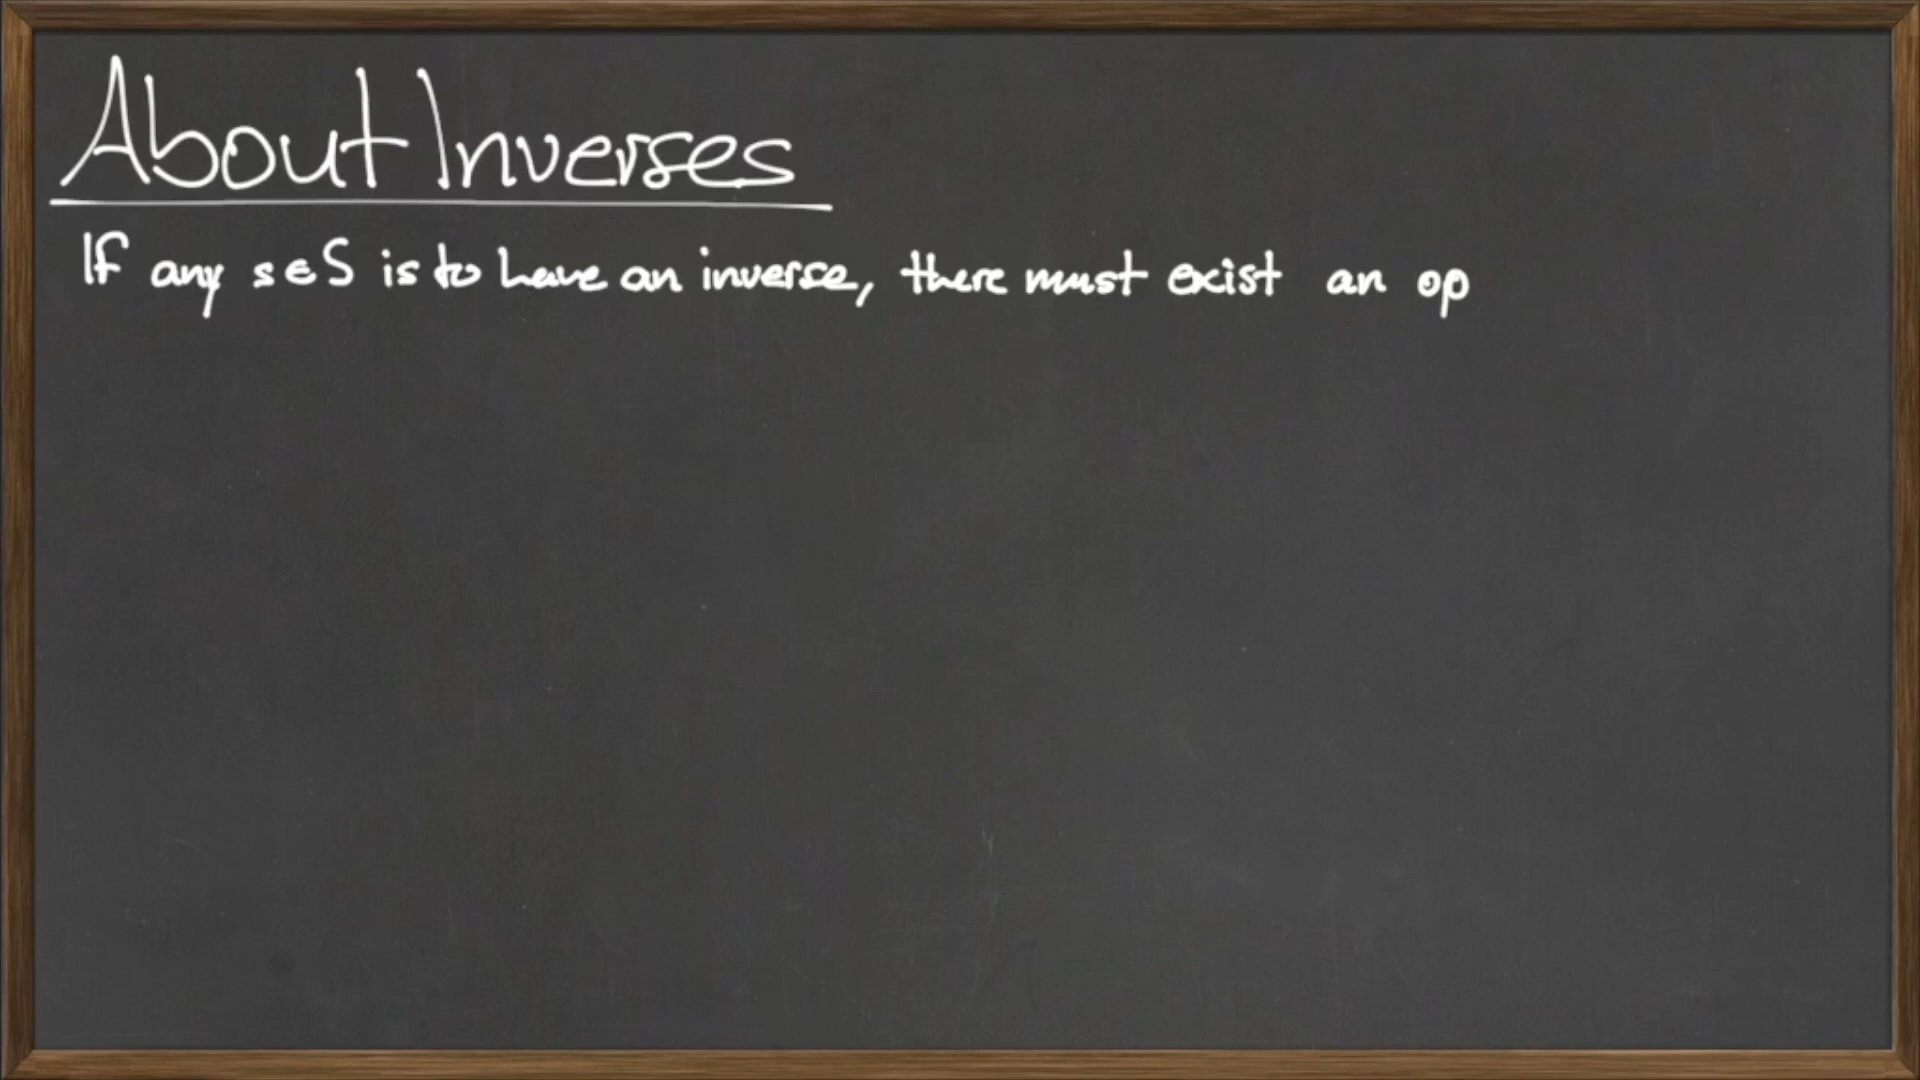 About Inverses
If any s∈S is to have an inverse, there must exist an op